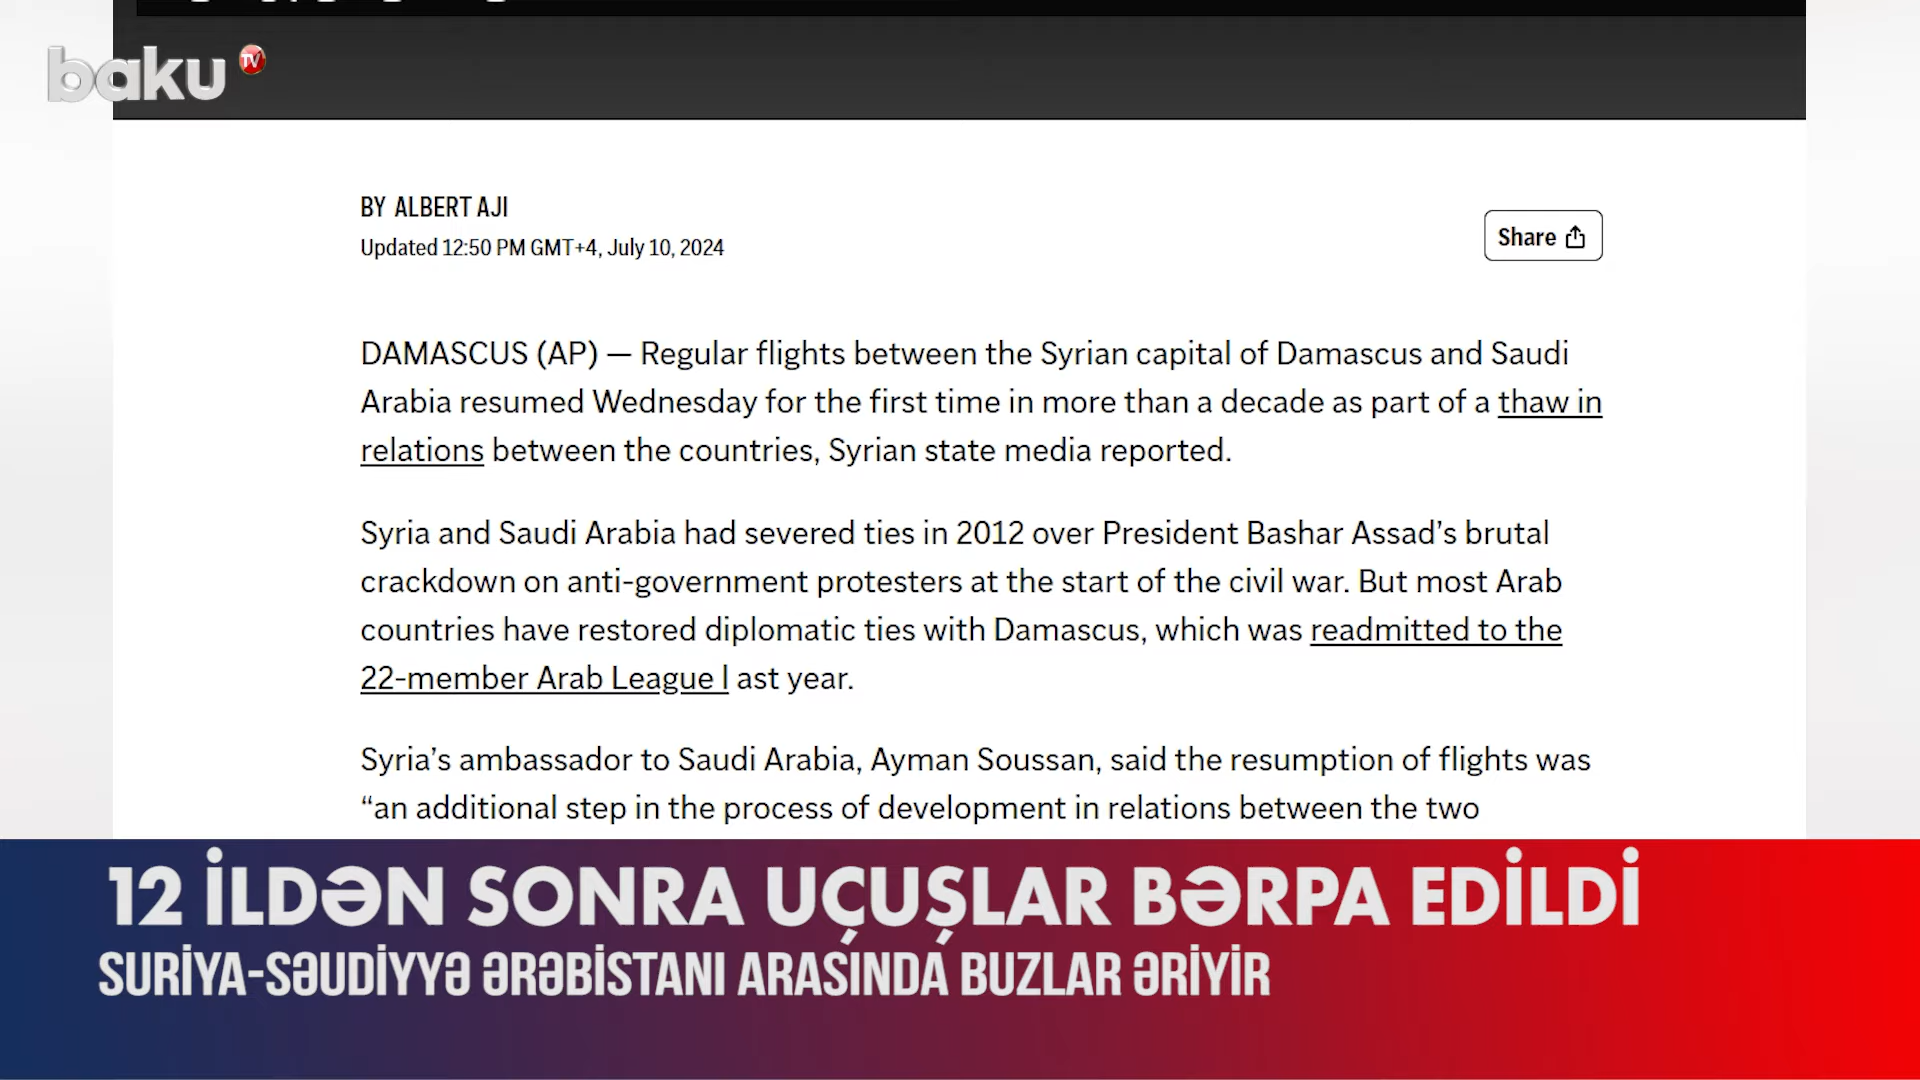 baku TV
BY ALBERT AJI
Updated 12:50 PM GMT+4, July 10, 2024
Share
DAMASCUS (AP) — Regular flights between the Syrian capital of Damascus and Saudi
Arabia resumed Wednesday for the first time in more than a decade as part of a thaw in
relations between the countries, Syrian state media reported.
Syria and Saudi Arabia had severed ties in 2012 over President Bashar Assad’s brutal
crackdown on anti-government protesters at the start of the civil war. But most Arab
countries have restored diplomatic ties with Damascus, which was readmitted to the
22-member Arab League l ast year.
Syria’s ambassador to Saudi Arabia, Ayman Soussan, said the resumption of flights was
“an additional step in the process of development in relations between the two
12 İLDƏN SONRA UÇUŞLAR BƏRPA EDİLDİ
SURİYA-SƏUDİYYƏ ƏRƏBİSTANI ARASINDA BUZLAR ƏRİYİR